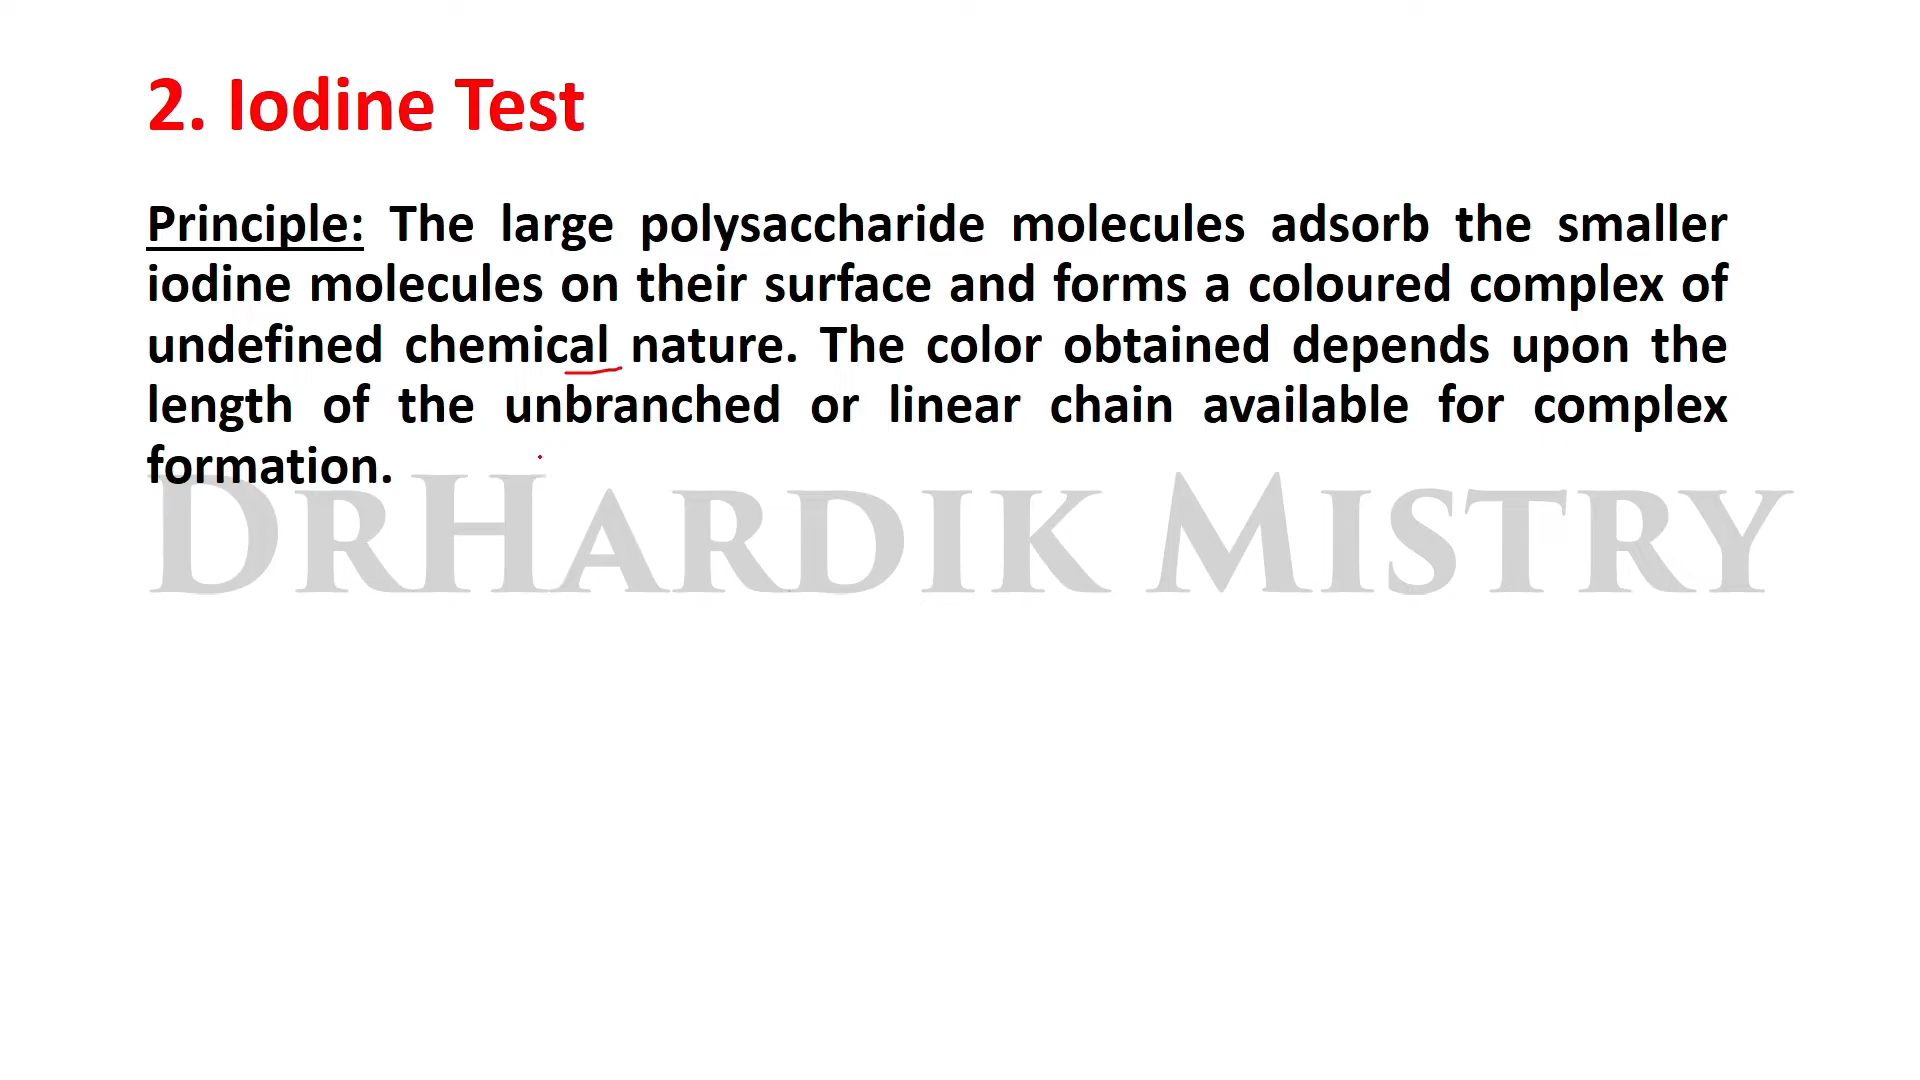 2. Iodine Test
Principle: The large polysaccharide molecules adsorb the smaller
iodine molecules on their surface and forms a coloured complex of
undefined chemical nature. The color obtained depends upon the
length of the unbranched or linear chain available for complex
formation.
DRHARDIK MISTRY